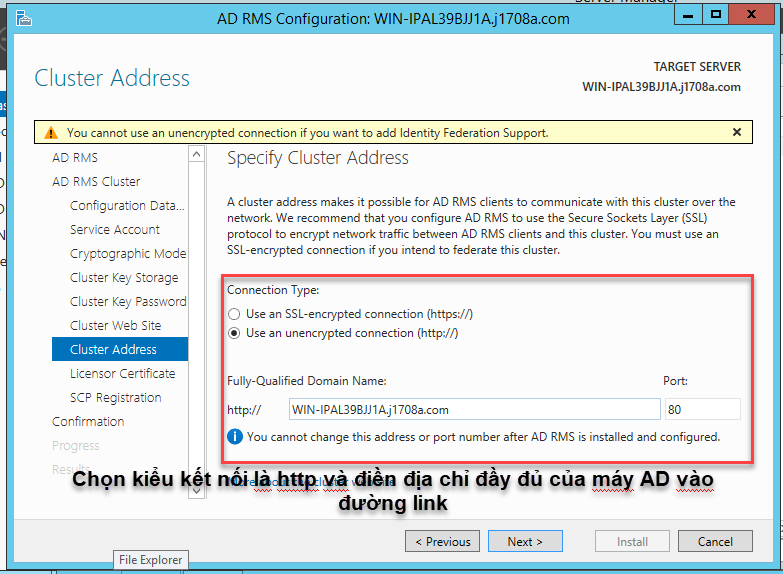 Server Manager
AD RMS Configuration: WIN-IPAL39BJJ1A.j1708a.com
Cluster Address
TARGET SERVER
WIN-IPAL39BJJ1A.j1708a.com
You cannot use an unencrypted connection if you want to add Identity Federation Support.
AD RMS
AD RMS Cluster
Configuration Data...
Service Account
Cryptographic Mode
Cluster Key Storage
Cluster Key Password
Cluster Web Site
Cluster Address
Licensor Certificate
SCP Registration
Confirmation
Progress
Results
Specify Cluster Address
A cluster address makes it possible for AD RMS clients to communicate with this cluster over the
network. We recommend that you configure AD RMS to use the Secure Sockets Layer (SSL)
protocol to encrypt network traffic between AD RMS clients and this cluster. You must use an
SSL-encrypted connection if you intend to federate this cluster.
Connection Type:
Use an SSL-encrypted connection (https://)
Use an unencrypted connection (http://)
Fully-Qualified Domain Name: Port:
http:// WIN-IPAL39BJJ1A.j1708a.com 80
You cannot change this address or port number after AD RMS is installed and configured.
Chọn kiểu kết nối là http và điền địa chỉ đầy đủ của máy AD vào
đường link
< Previous Next > Install Cancel
File Explorer